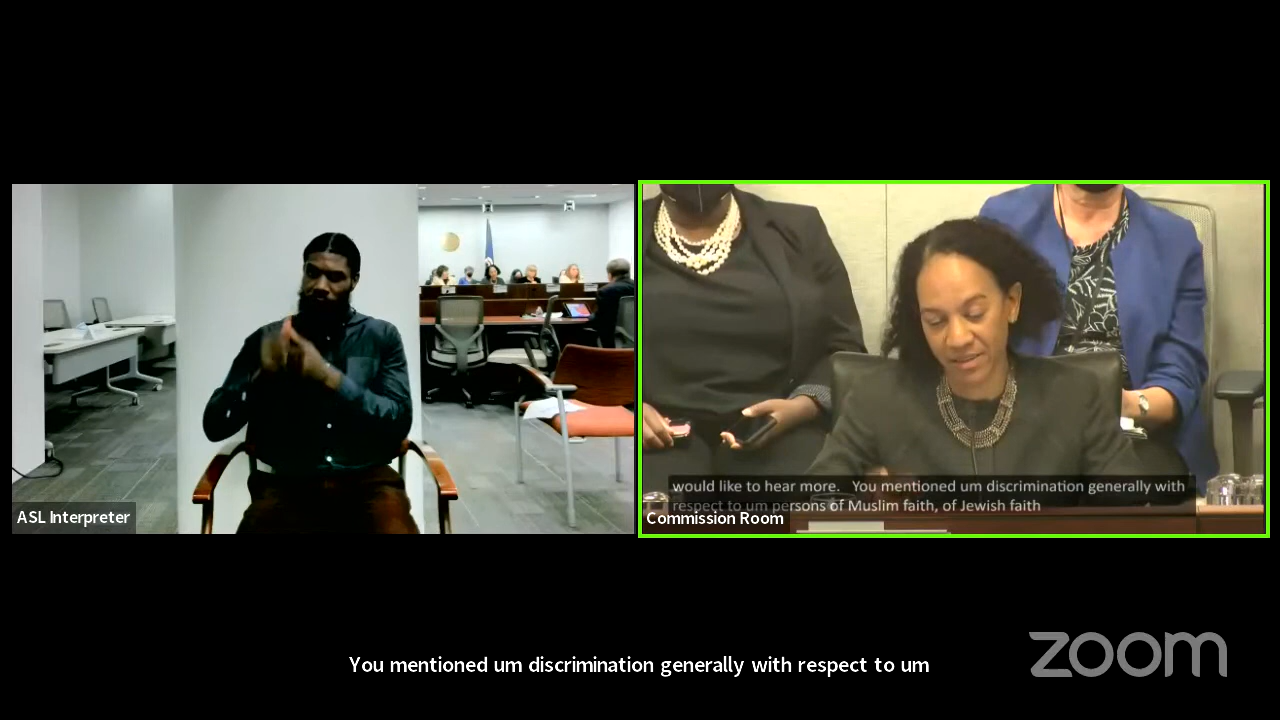 would like to hear more.   You mentioned um discrimination generally with
respect to um persons of Muslim faith, of Jewish faith
ASL Interpreter
Commission Room
You mentioned um discrimination generally with respect to um
zoom